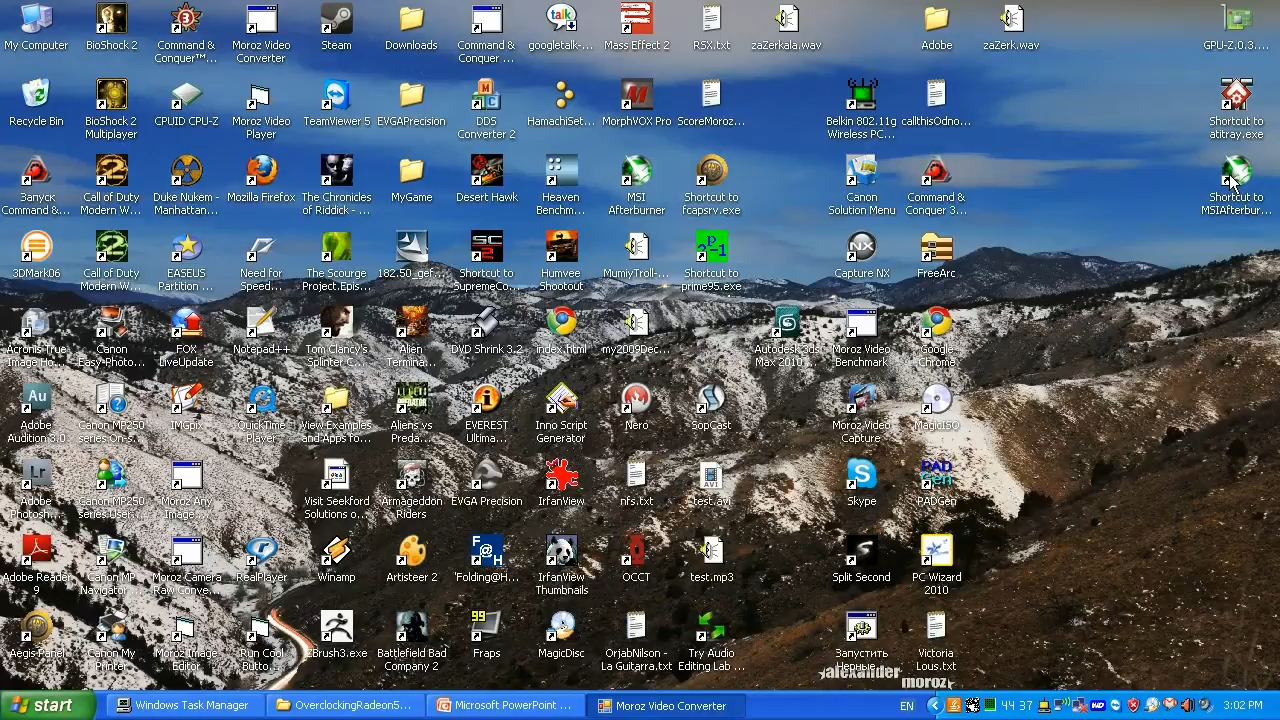 My Computer
BioShock 2
Command &
Conquer™...
Moroz Video
Converter
Steam
Downloads
Command &
Conquer ...
googletalk-...
Mass Effect 2
RSX.txt
zaZerkala.wav
Adobe
zaZerk.wav
GPU-Z.0.3....
Recycle Bin
BioShock 2
Multiplayer
CPUID CPU-Z
Moroz Video
Player
TeamViewer 5
EVGAPrecision
DDS
Converter 2
HamachiSet...
MorphVOX Pro
ScoreMoroz...
Belkin 802.11g
Wireless PC...
callthisOdno...
Shortcut to
atitray.exe
Запуск
Command &...
Call of Duty
Modern W...
Duke Nukem -
Manhattan...
Mozilla Firefox
The Chronicles
of Riddick - ...
MyGame
Desert Hawk
Heaven
Benchm...
MSI
Afterburner
Shortcut to
fcapsrv.exe
Canon
Solution Menu
Command &
Conquer 3...
Shortcut to
MSIAfterbur...
3DMark06
Call of Duty
Modern W...
EASEUS
Partition ...
Need for
Speed...
The Scourge
Project.Epis...
182.50_gef...
Shortcut to
SupremeCo...
Humvee
Shootout
MumiyTroll-...
Shortcut to
prime95.exe
Capture NX
FreeArc
Acronis True
Image Ho...
Canon
Easy-Photo...
FOX
LiveUpdate
Notepad++
Tom Clancy's
Splinter C...
Alien
Termina...
DVD Shrink 3.2
index.html
my2009Dec...
Autodesk 3ds
Max 2010 ...
Moroz Video
Benchmark
Google
Chrome
Adobe
Audition 3.0
Canon MP250
series On-s...
IMGpix
QuickTime
Player
View Examples
and Apps fo...
Aliens vs
Preda...
EVEREST
Ultima...
Inno Script
Generator
Nero
SopCast
Moroz Video
Capture
MagicISO
Adobe
Photosh...
Canon MP250
series User...
Moroz Any
Image...
Visit Seekford
Solutions o...
Armageddon
Riders
EVGA Precision
IrfanView
nfs.txt
test.avi
Skype
PADGen
Adobe Reader
9
Canon MP
Navigator ...
Moroz Camera
Raw Conve...
RealPlayer
Winamp
Artisteer 2
'Folding@H...
IrfanView
Thumbnails
OCCT
test.mp3
Split Second
PC Wizard
2010
Aegis Panel
Canon My
Printer
Moroz Image
Editor
Run Cool
Butto...
ZBrush3.exe
Battlefield Bad
Company 2
Fraps
MagicDisc
OrjabNilson -
La Guitarra.txt
Try Audio
Editing Lab ...
Запустить
Нерные...
Victoria
Lous.txt
alexander
moroz
start
Windows Task Manager
OverclockingRadeon5...
Microsoft PowerPoint ...
Moroz Video Converter
EN
44 37
3:02 PM